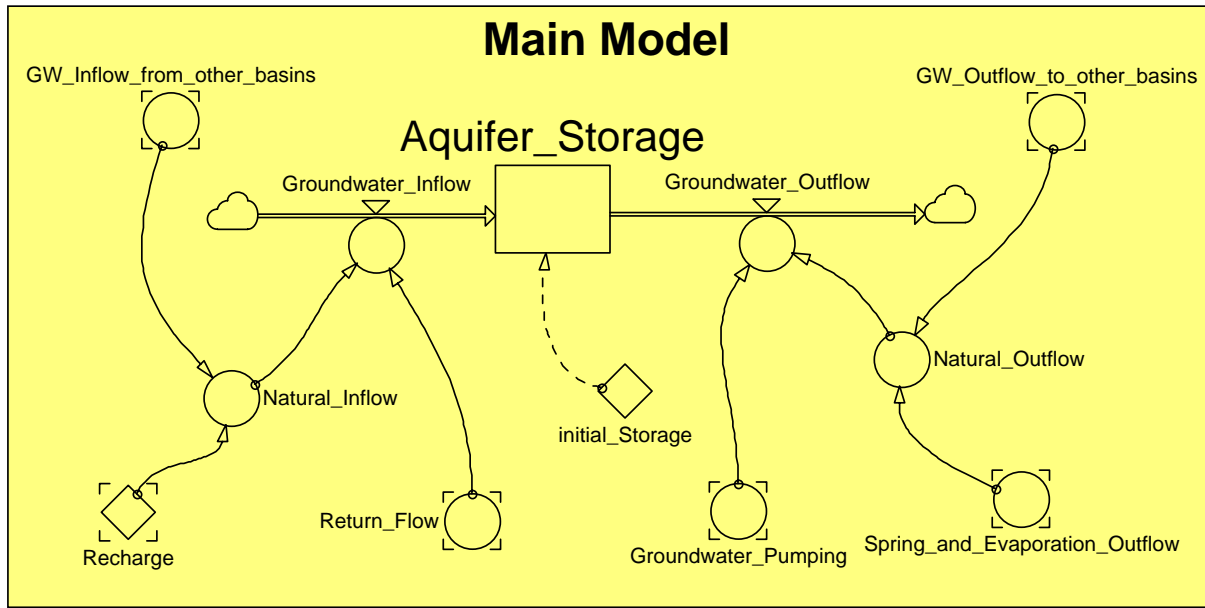 Main Model
GW_Inflow_from_other_basins
GW_Outflow_to_other_basins
Aquifer_Storage
Groundwater_Inflow
Groundwater_Outflow
Natural_Inflow
Natural_Outflow
initial_Storage
Recharge
Return_Flow
Groundwater_Pumping
Spring_and_Evaporation_Outflow